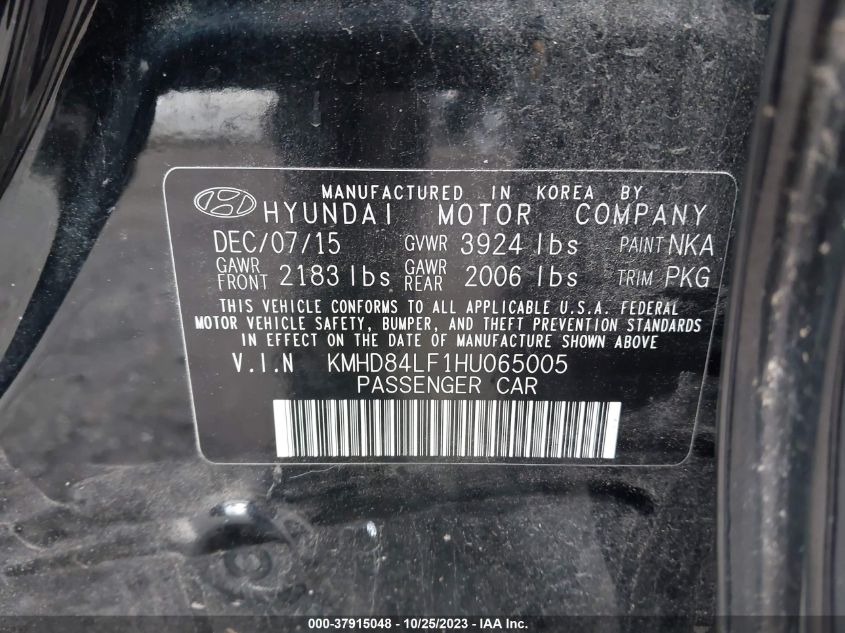 MANUFACTURED IN KOREA BY
HYUNDAI MOTOR COMPANY
DEC/07/15 GVWR 3924 lbs PAINT NKA
GAWR FRONT 2183 lbs GAWR REAR 2006 lbs TRIM PKG
THIS VEHICLE CONFORMS TO ALL APPLICABLE U.S.A. FEDERAL
MOTOR VEHICLE SAFETY, BUMPER, AND THEFT PREVENTION STANDARDS
IN EFFECT ON THE DATE OF MANUFACTURE SHOWN ABOVE
V.I.N KMHD84LF1HU065005
PASSENGER CAR
000-37915048 - 10/25/2023 - IAAI.COM